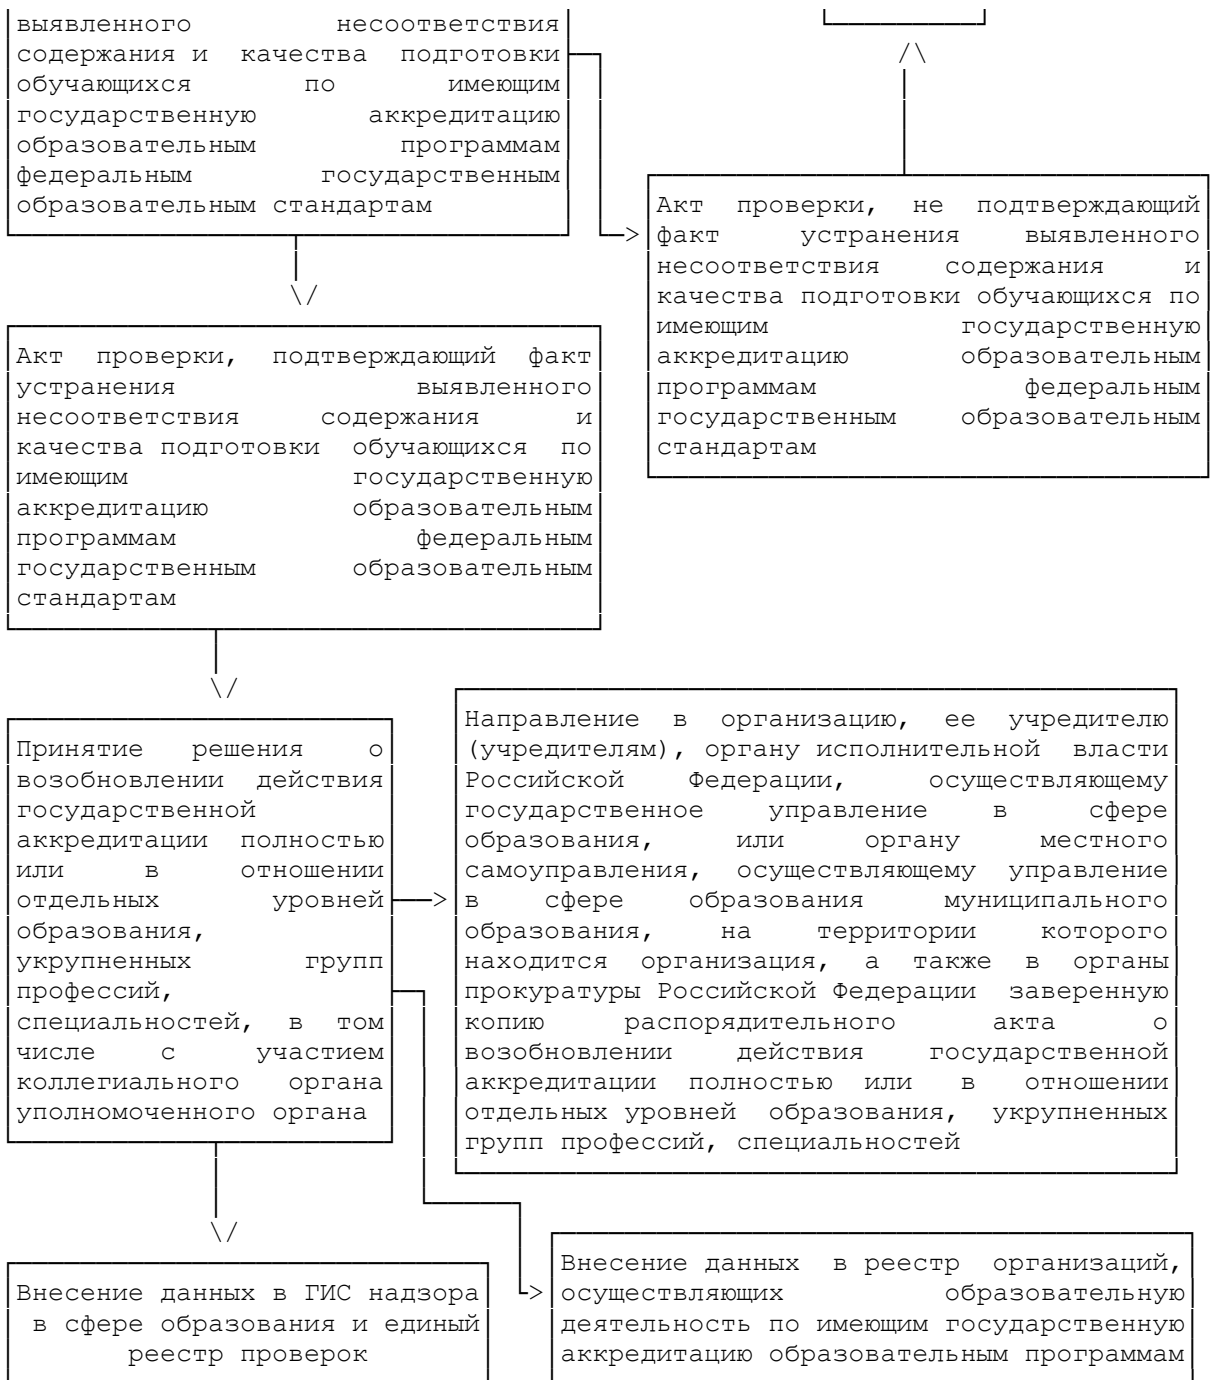 выявленного несоответствия
содержания и качества подготовки
обучающихся по имеющим
государственную аккредитацию
образовательным программам
федеральным государственным
образовательным стандартам
Акт проверки, не подтверждающий
факт устранения выявленного
несоответствия содержания и
качества подготовки обучающихся по
имеющим государственную
аккредитацию образовательным
программам федеральным
государственным образовательным
стандартам
Акт проверки, подтверждающий факт
устранения выявленного
несоответствия содержания и
качества подготовки обучающихся по
имеющим государственную
аккредитацию образовательным
программам федеральным
государственным образовательным
стандартам
Принятие решения о
возобновлении действия
государственной
аккредитации полностью
или в отношении
отдельных уровней
образования,
укрупненных групп
профессий,
специальностей, в том
числе с участием
коллегиального органа
уполномоченного органа
Направление в организацию, ее учредителю
(учредителям), органу исполнительной власти
Российской Федерации, осуществляющему
государственное управление в сфере
образования, или органу местного
самоуправления, осуществляющему управление
в сфере образования муниципального
образования, на территории которого
находится организация, а также в органы
прокуратуры Российской Федерации заверенную
копию распорядительного акта о
возобновлении действия государственной
аккредитации полностью или в отношении
отдельных уровней образования, укрупненных
групп профессий, специальностей
Внесение данных в ГИС надзора
в сфере образования и единый
реестр проверок
Внесение данных в реестр организаций,
осуществляющих образовательную
деятельность по имеющим государственную
аккредитацию образовательным программам